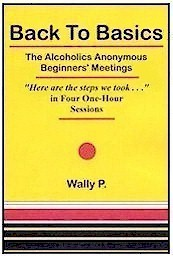 Back To Basics
The Alcoholics Anonymous
Beginners' Meetings
"Here are the steps we took . . ."
in Four One-Hour
Sessions
Wally P.